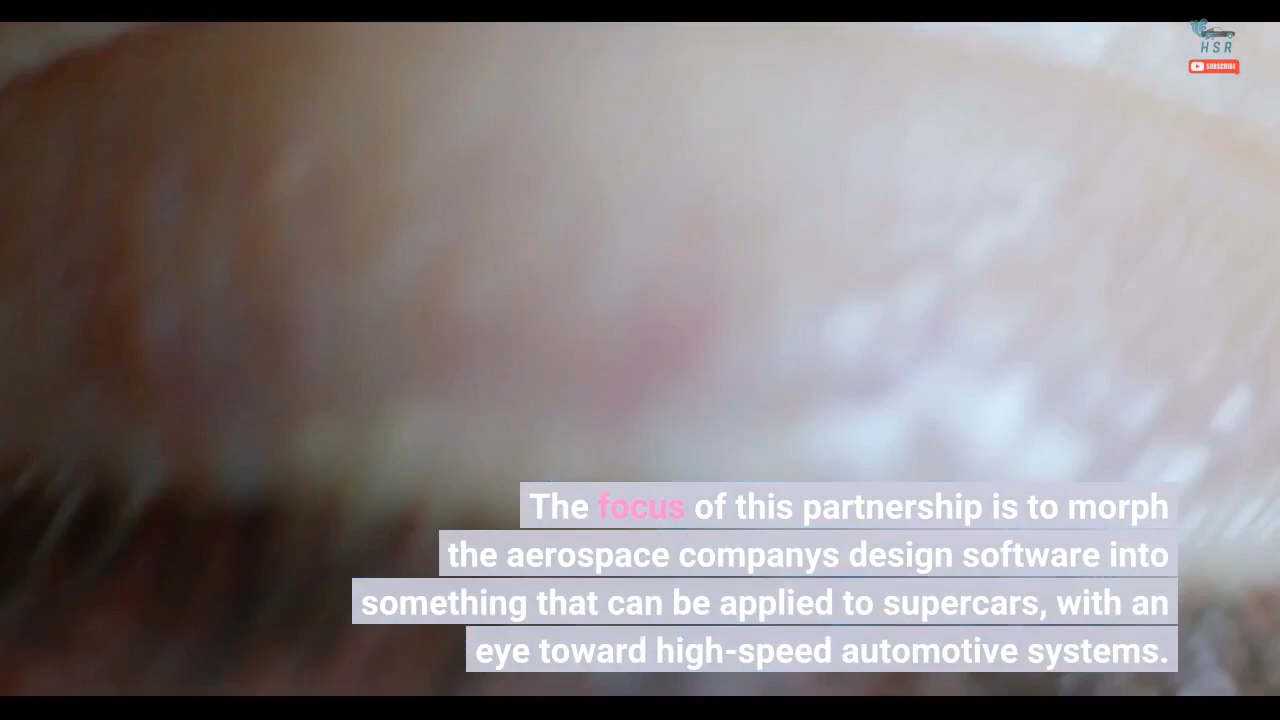 HSR
SUBSCRIBE
The focus of this partnership is to morph
the aerospace companys design software into
something that can be applied to supercars, with an
eye toward high-speed automotive systems.